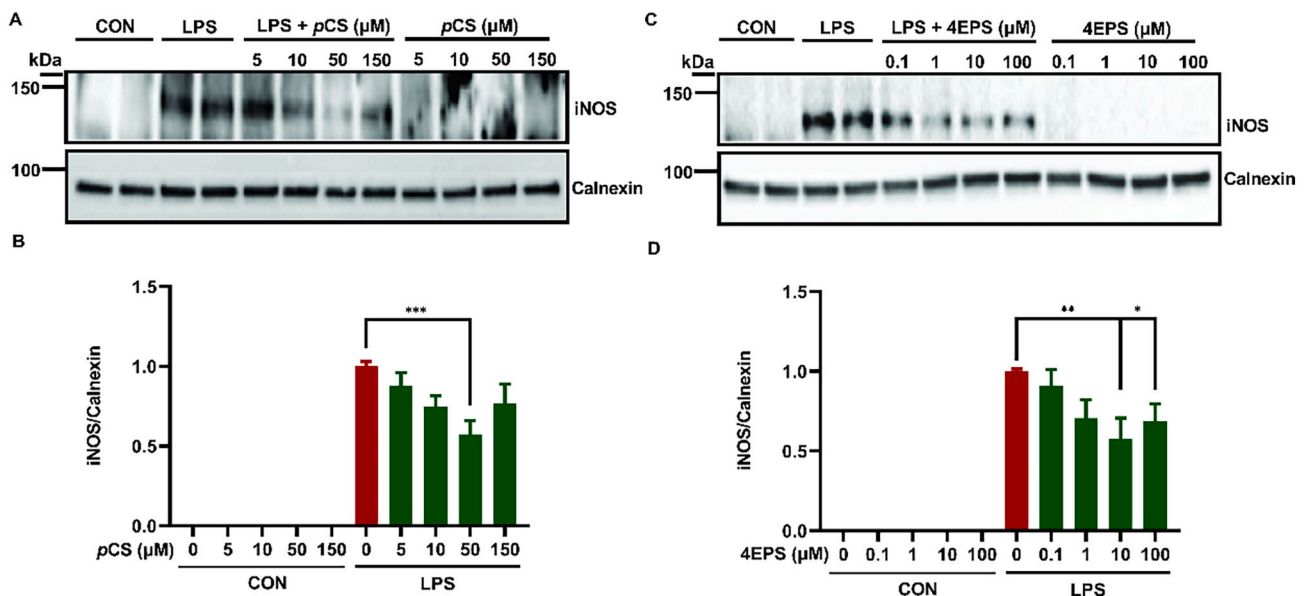 A
CON LPS LPS + pCS (µM) pCS (µM)
kDa 5 10 50 150 5 10 50 150
150
iNOS
100
Calnexin
C
CON LPS LPS + 4EPS (µM) 4EPS (µM)
kDa 0.1 1 10 100 0.1 1 10 100
150
iNOS
100
Calnexin
B
iNOS/Calnexin
1.5
1.0
0.5
0.0
***
pCS (µM) 0 5 10 50 150 0 5 10 50 150
CON LPS
D
iNOS/Calnexin
1.5
1.0
0.5
0.0
** *
4EPS (µM) 0 0.1 1 10 100 0 0.1 1 10 100
CON LPS